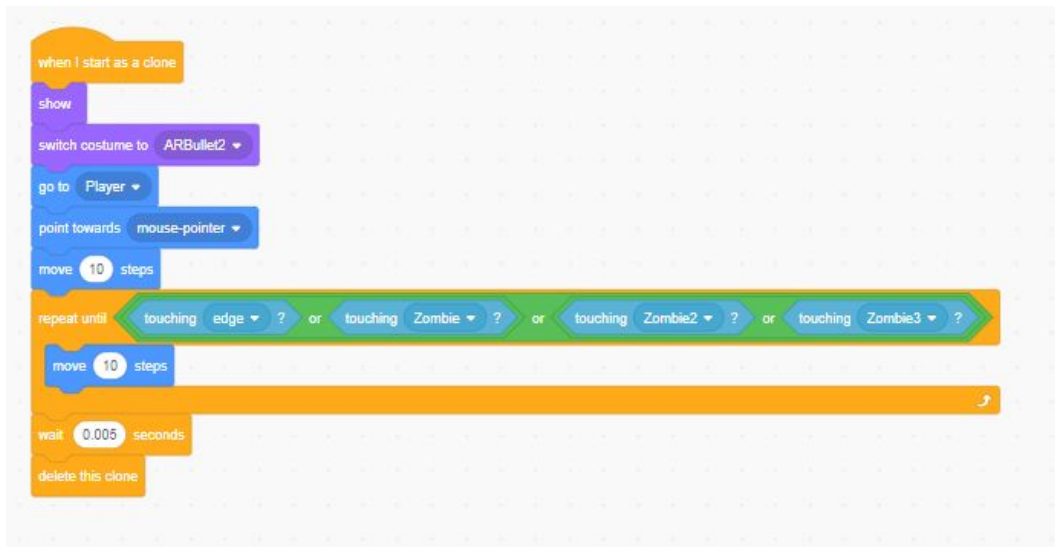 when I start as a clone
show
switch costume to ARBullet2
go to Player
point towards mouse-pointer
move 10 steps
repeat until touching edge ? or touching Zombie ? or touching Zombie2 ? or touching Zombie3 ?
move 10 steps
wait 0.005 seconds
delete this clone